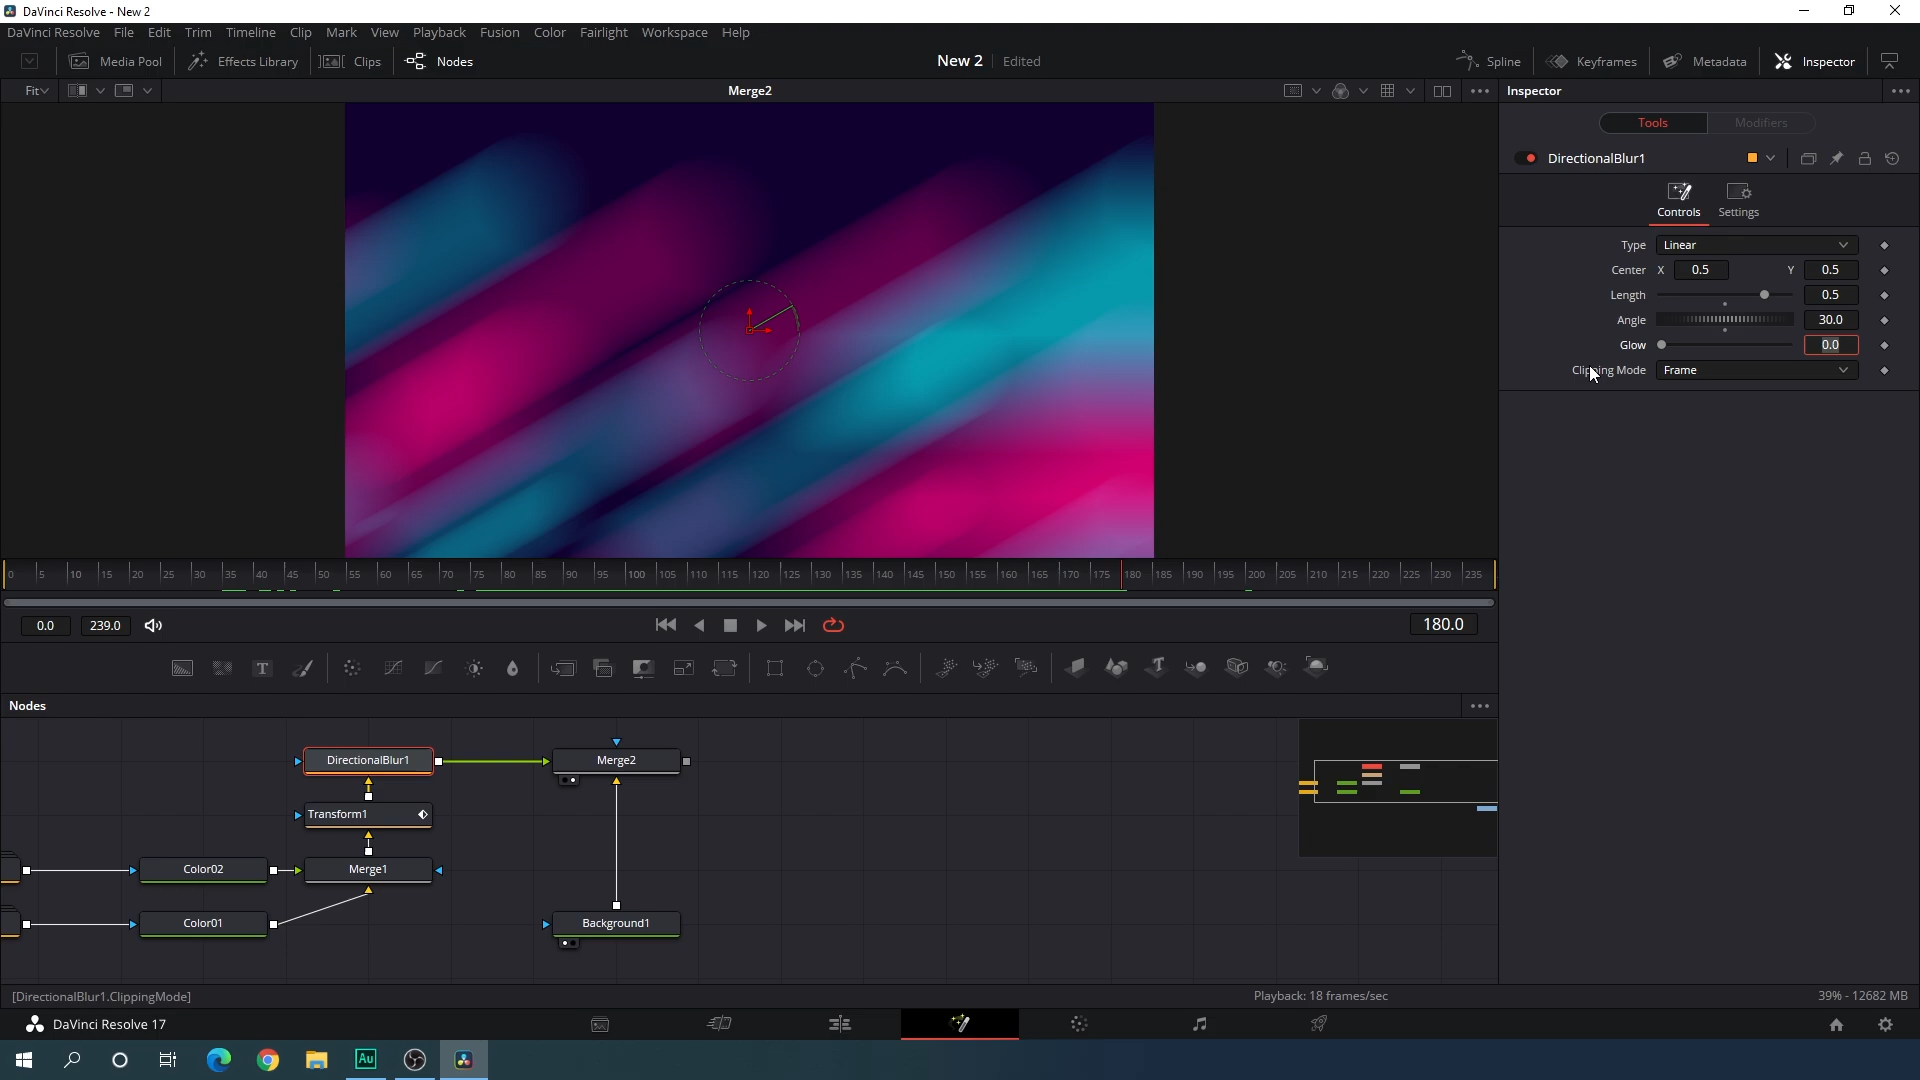 DaVinci Resolve - New 2
DaVinci Resolve File Edit Trim Timeline Clip Mark View Playback Fusion Color Fairlight Workspace Help
Media Pool Effects Library Clips Nodes New 2 Edited Spline Keyframes Metadata Inspector
Fit Merge2 Inspector
Tools Modifiers
DirectionalBlur1
Controls Settings
Type Linear
Center X 0.5 Y 0.5
Length 0.5
Angle 30.0
Glow 0.0
Clipping Mode Frame
0 5 10 15 20 25 30 35 40 45 50 55 60 65 70 75 80 85 90 95 100 105 110 115 120 125 130 135 140 145 150 155 160 165 170 175 180 185 190 195 200 205 210 215 220 225 230 235
0.0 239.0 180.0
T T
Nodes
DirectionalBlur1 Merge2
Transform1
Color02 Merge1
Color01 Background1
[DirectionalBlur1.ClippingMode] Playback: 18 frames/sec 39% - 12682 MB
DaVinci Resolve 17
Au